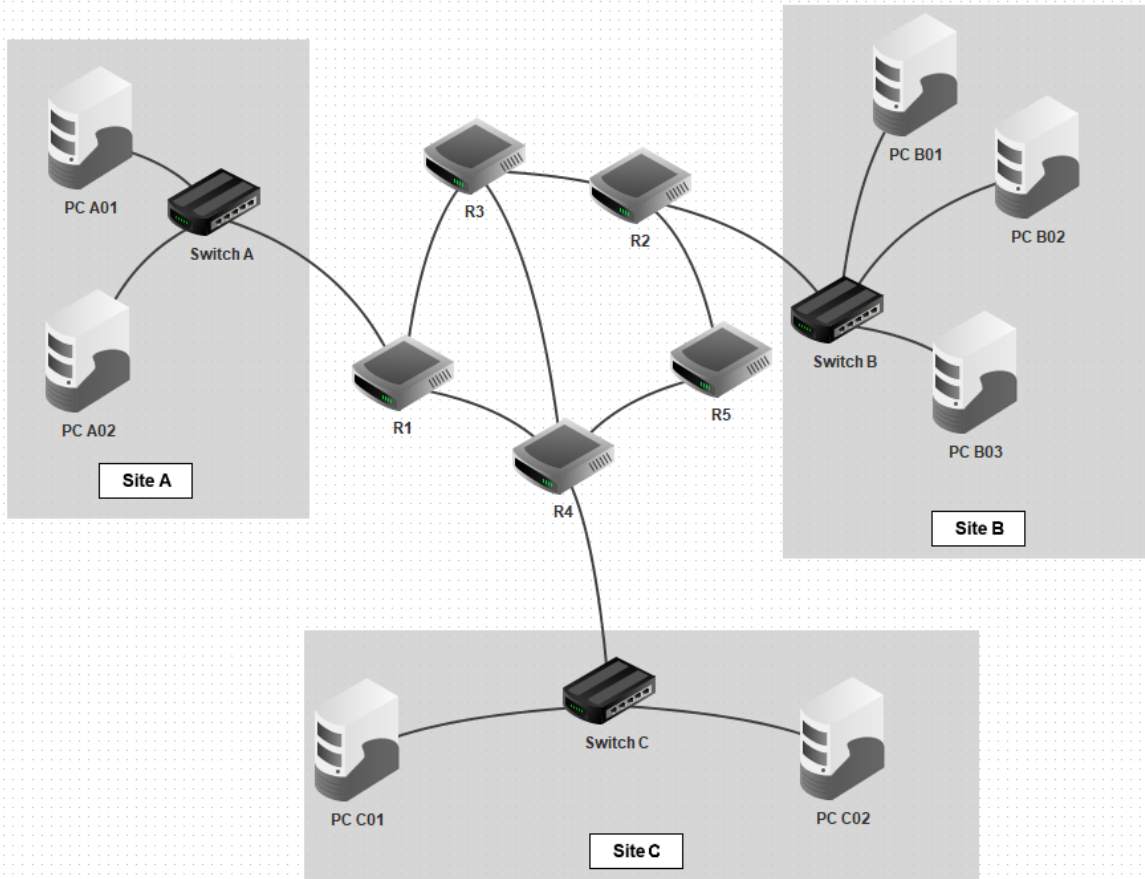 PC A01
Switch A
PC A02
Site A
R3
R2
R1
R5
R4
PC B01
PC B02
Switch B
PC B03
Site B
Switch C
PC C01
PC C02
Site C